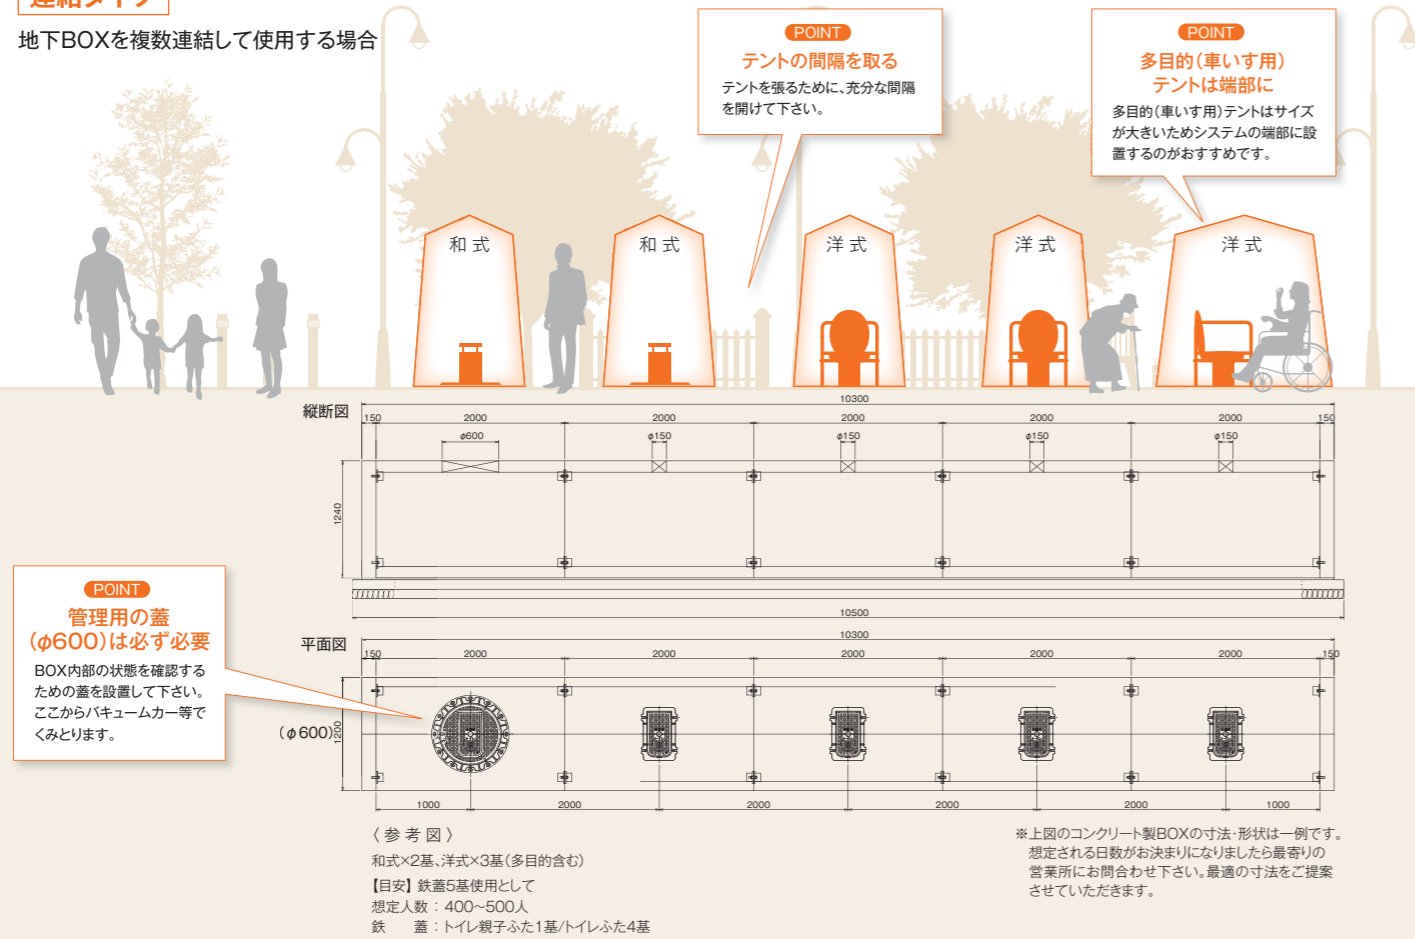 連結タイプ
地下BOXを複数連結して使用する場合
POINT
テントの間隔を取る
テントを張るために、充分な間隔
を開けて下さい。
POINT
多目的(車いす用)
テントは端部に
多目的(車いす用)テントはサイズ
が大きいためシステムの端部に設
置するのがおすすめです。
和式
和式
洋式
洋式
洋式
縦断図
10300
150
2000
2000
2000
2000
2000
150
φ600
φ150
φ150
φ150
φ150
1240
10500
POINT
管理用の蓋
(φ600)は必ず必要
BOX内部の状態を確認する
ための蓋を設置して下さい。
ここからバキュームカー等で
くみとります。
平面図
10300
150
2000
2000
2000
2000
2000
150
(φ600)
1200
1000
2000
2000
2000
2000
1000
〈参考図〉
和式×2基、洋式×3基(多目的含む)
【目安】鉄蓋5基使用として
想定人数：400〜500人
鉄　蓋：トイレ親子ふた1基/トイレふた4基
※上図のコンクリート製BOXの寸法・形状は一例です。
想定される日数がお決まりになりましたら最寄りの
営業所にお問合わせ下さい。最適の寸法をご提案
させていただきます。